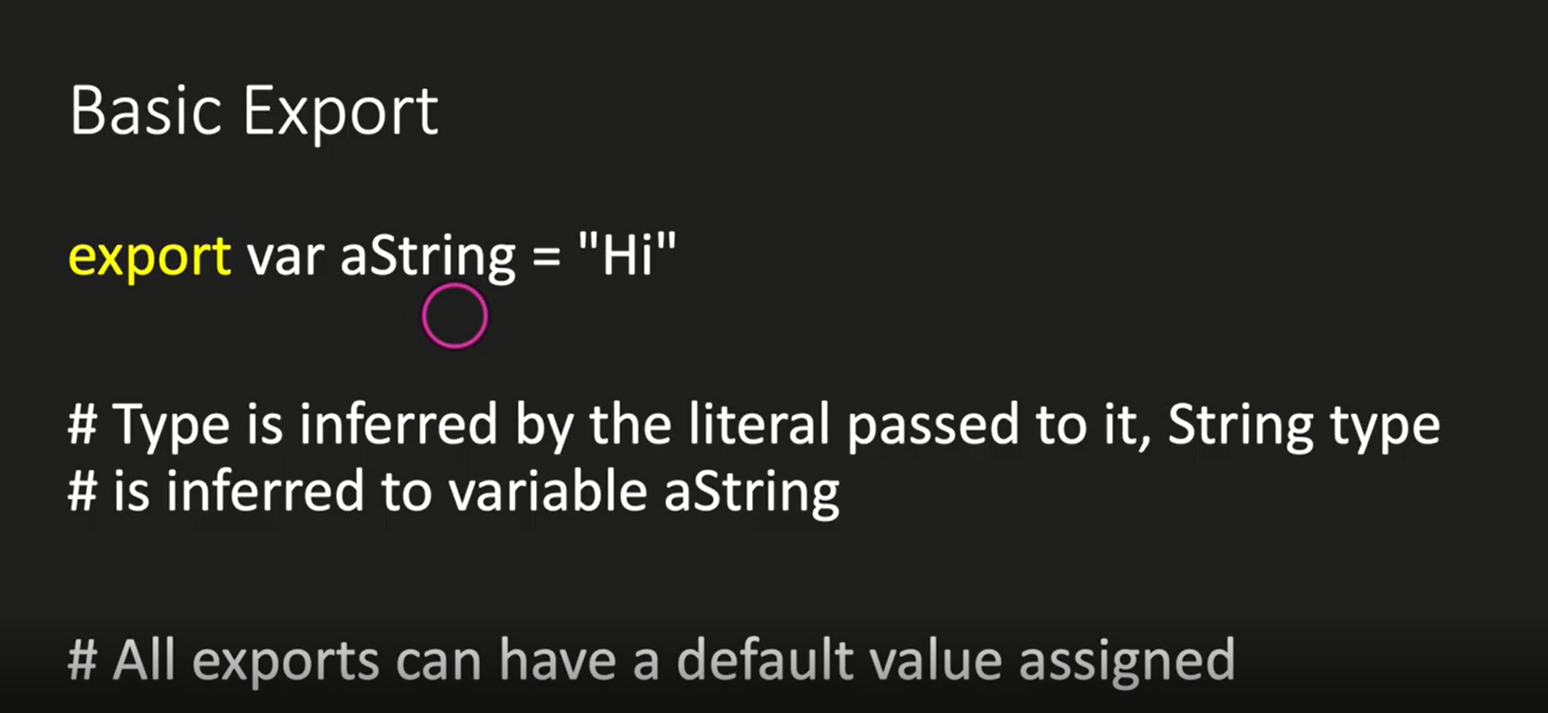 Basic Export
export var aString = "Hi"
# Type is inferred by the literal passed to it, String type
# is inferred to variable aString
# All exports can have a default value assigned